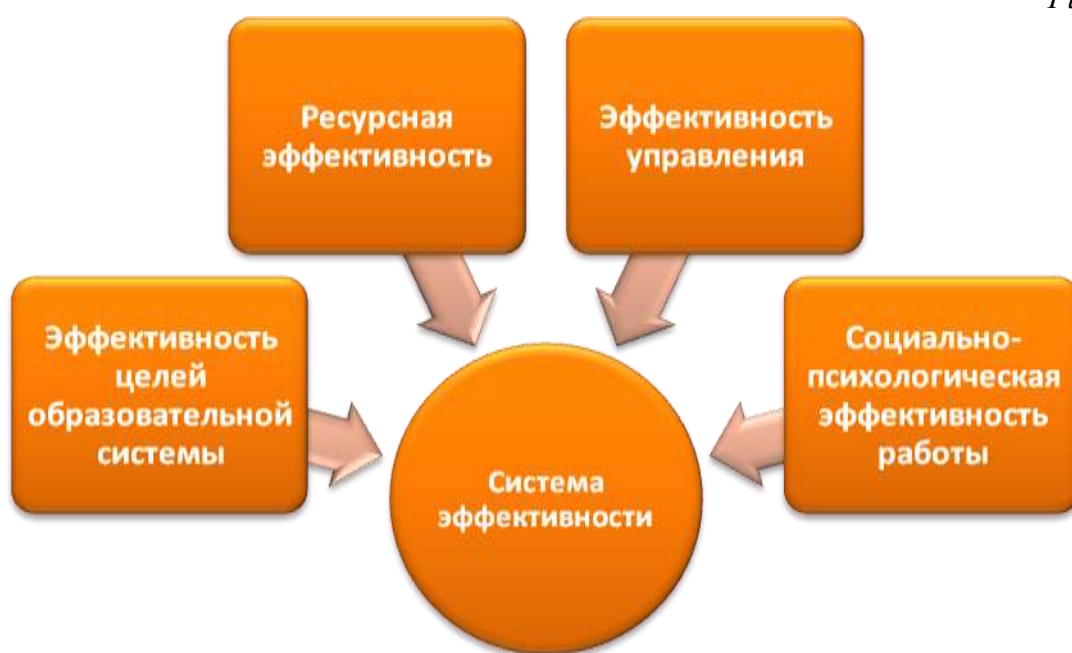 Ресурсная
эффективность
Эффективность
управления
Эффективность
целей
образовательной
системы
Социально-
психологическая
эффективность
работы
Система
эффективности